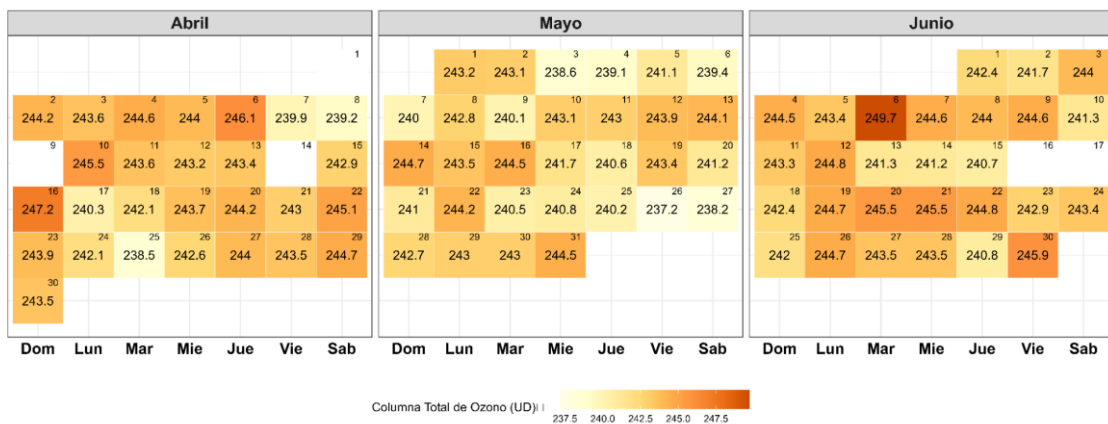 Abril Mayo Junio
1
1 2 3 4 5 6
243.2 243.1 238.6 239.1 241.1 239.4
1 2 3
242.4 241.7 244
2 3 4 5 6 7 8
244.2 243.6 244.6 244 246.1 239.9 239.2
7 8 9 10 11 12 13
240 242.8 240.1 243.1 243 243.9 244.1
4 5 6 7 8 9 10
244.5 243.4 249.7 244.6 244 244.6 241.3
9 10 11 12 13 14 15
245.5 243.6 243.2 243.4 242.9
14 15 16 17 18 19 20
244.7 243.5 244.5 241.7 240.6 243.4 241.2
11 12 13 14 15 16 17
243.3 244.8 241.3 241.2 240.7
16 17 18 19 20 21 22
247.2 240.3 242.1 243.7 244.2 243 245.1
21 22 23 24 25 26 27
241 244.2 240.5 240.8 240.2 237.2 238.2
18 19 20 21 22 23 24
242.4 244.7 245.5 245.5 244.8 242.9 243.4
23 24 25 26 27 28 29
243.9 242.1 238.5 242.6 244 243.5 244.7
28 29 30 31
242.7 243 243 244.5
25 26 27 28 29 30
242 244.7 243.5 243.5 240.8 245.9
30
243.5
Dom Lun Mar Mie Jue Vie Sab Dom Lun Mar Mie Jue Vie Sab Dom Lun Mar Mie Jue Vie Sab
Columna Total de Ozono (UD)
237.5 240.0 242.5 245.0 247.5